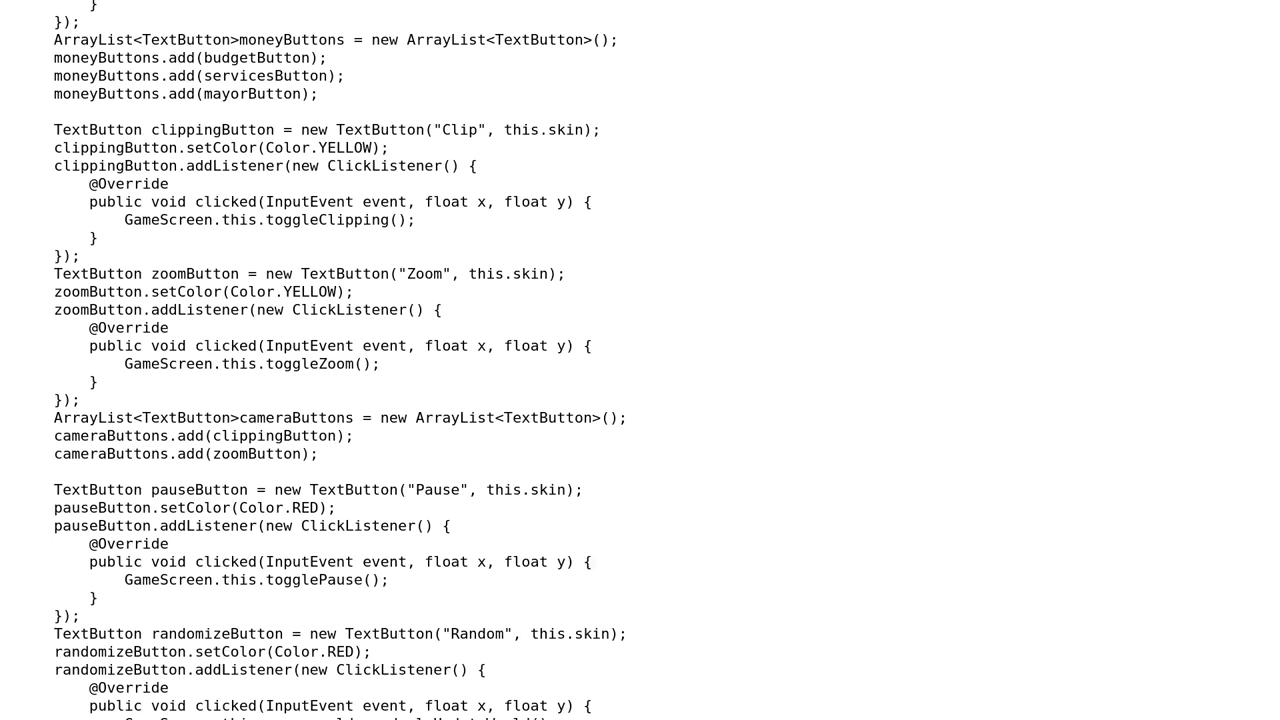 }
});
ArrayList<TextButton>moneyButtons = new ArrayList<TextButton>();
moneyButtons.add(budgetButton);
moneyButtons.add(servicesButton);
moneyButtons.add(mayorButton);

TextButton clippingButton = new TextButton("Clip", this.skin);
clippingButton.setColor(Color.YELLOW);
clippingButton.addListener(new ClickListener() {
    @Override
    public void clicked(InputEvent event, float x, float y) {
        GameScreen.this.toggleClipping();
    }
});
TextButton zoomButton = new TextButton("Zoom", this.skin);
zoomButton.setColor(Color.YELLOW);
zoomButton.addListener(new ClickListener() {
    @Override
    public void clicked(InputEvent event, float x, float y) {
        GameScreen.this.toggleZoom();
    }
});
ArrayList<TextButton>cameraButtons = new ArrayList<TextButton>();
cameraButtons.add(clippingButton);
cameraButtons.add(zoomButton);

TextButton pauseButton = new TextButton("Pause", this.skin);
pauseButton.setColor(Color.RED);
pauseButton.addListener(new ClickListener() {
    @Override
    public void clicked(InputEvent event, float x, float y) {
        GameScreen.this.togglePause();
    }
});
TextButton randomizeButton = new TextButton("Random", this.skin);
randomizeButton.setColor(Color.RED);
randomizeButton.addListener(new ClickListener() {
    @Override
    public void clicked(InputEvent event, float x, float y) {